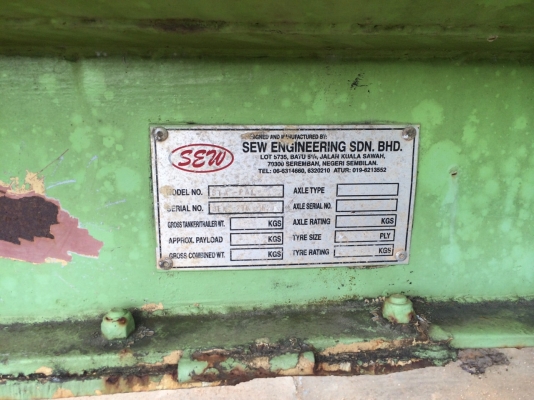 DESIGNED AND MANUFACTURED BY:
SEW
SEW ENGINEERING SDN. BHD.
LOT 5735, BATU 5½, JALAN KUALA SAWAH,
70300 SEREMBAN, NEGERI SEMBILAN.
TEL: 06-6314660, 6320210 ATUR: 019-6213552
MODEL NO. AXLE TYPE
SERIAL NO. AXLE SERIAL NO.
GROSS TANKER/TRAILER WT. KGS AXLE RATING KGS
APPROX. PAYLOAD KGS TYRE SIZE PLY
GROSS COMBINED WT. KGS TYRE RATING KGS